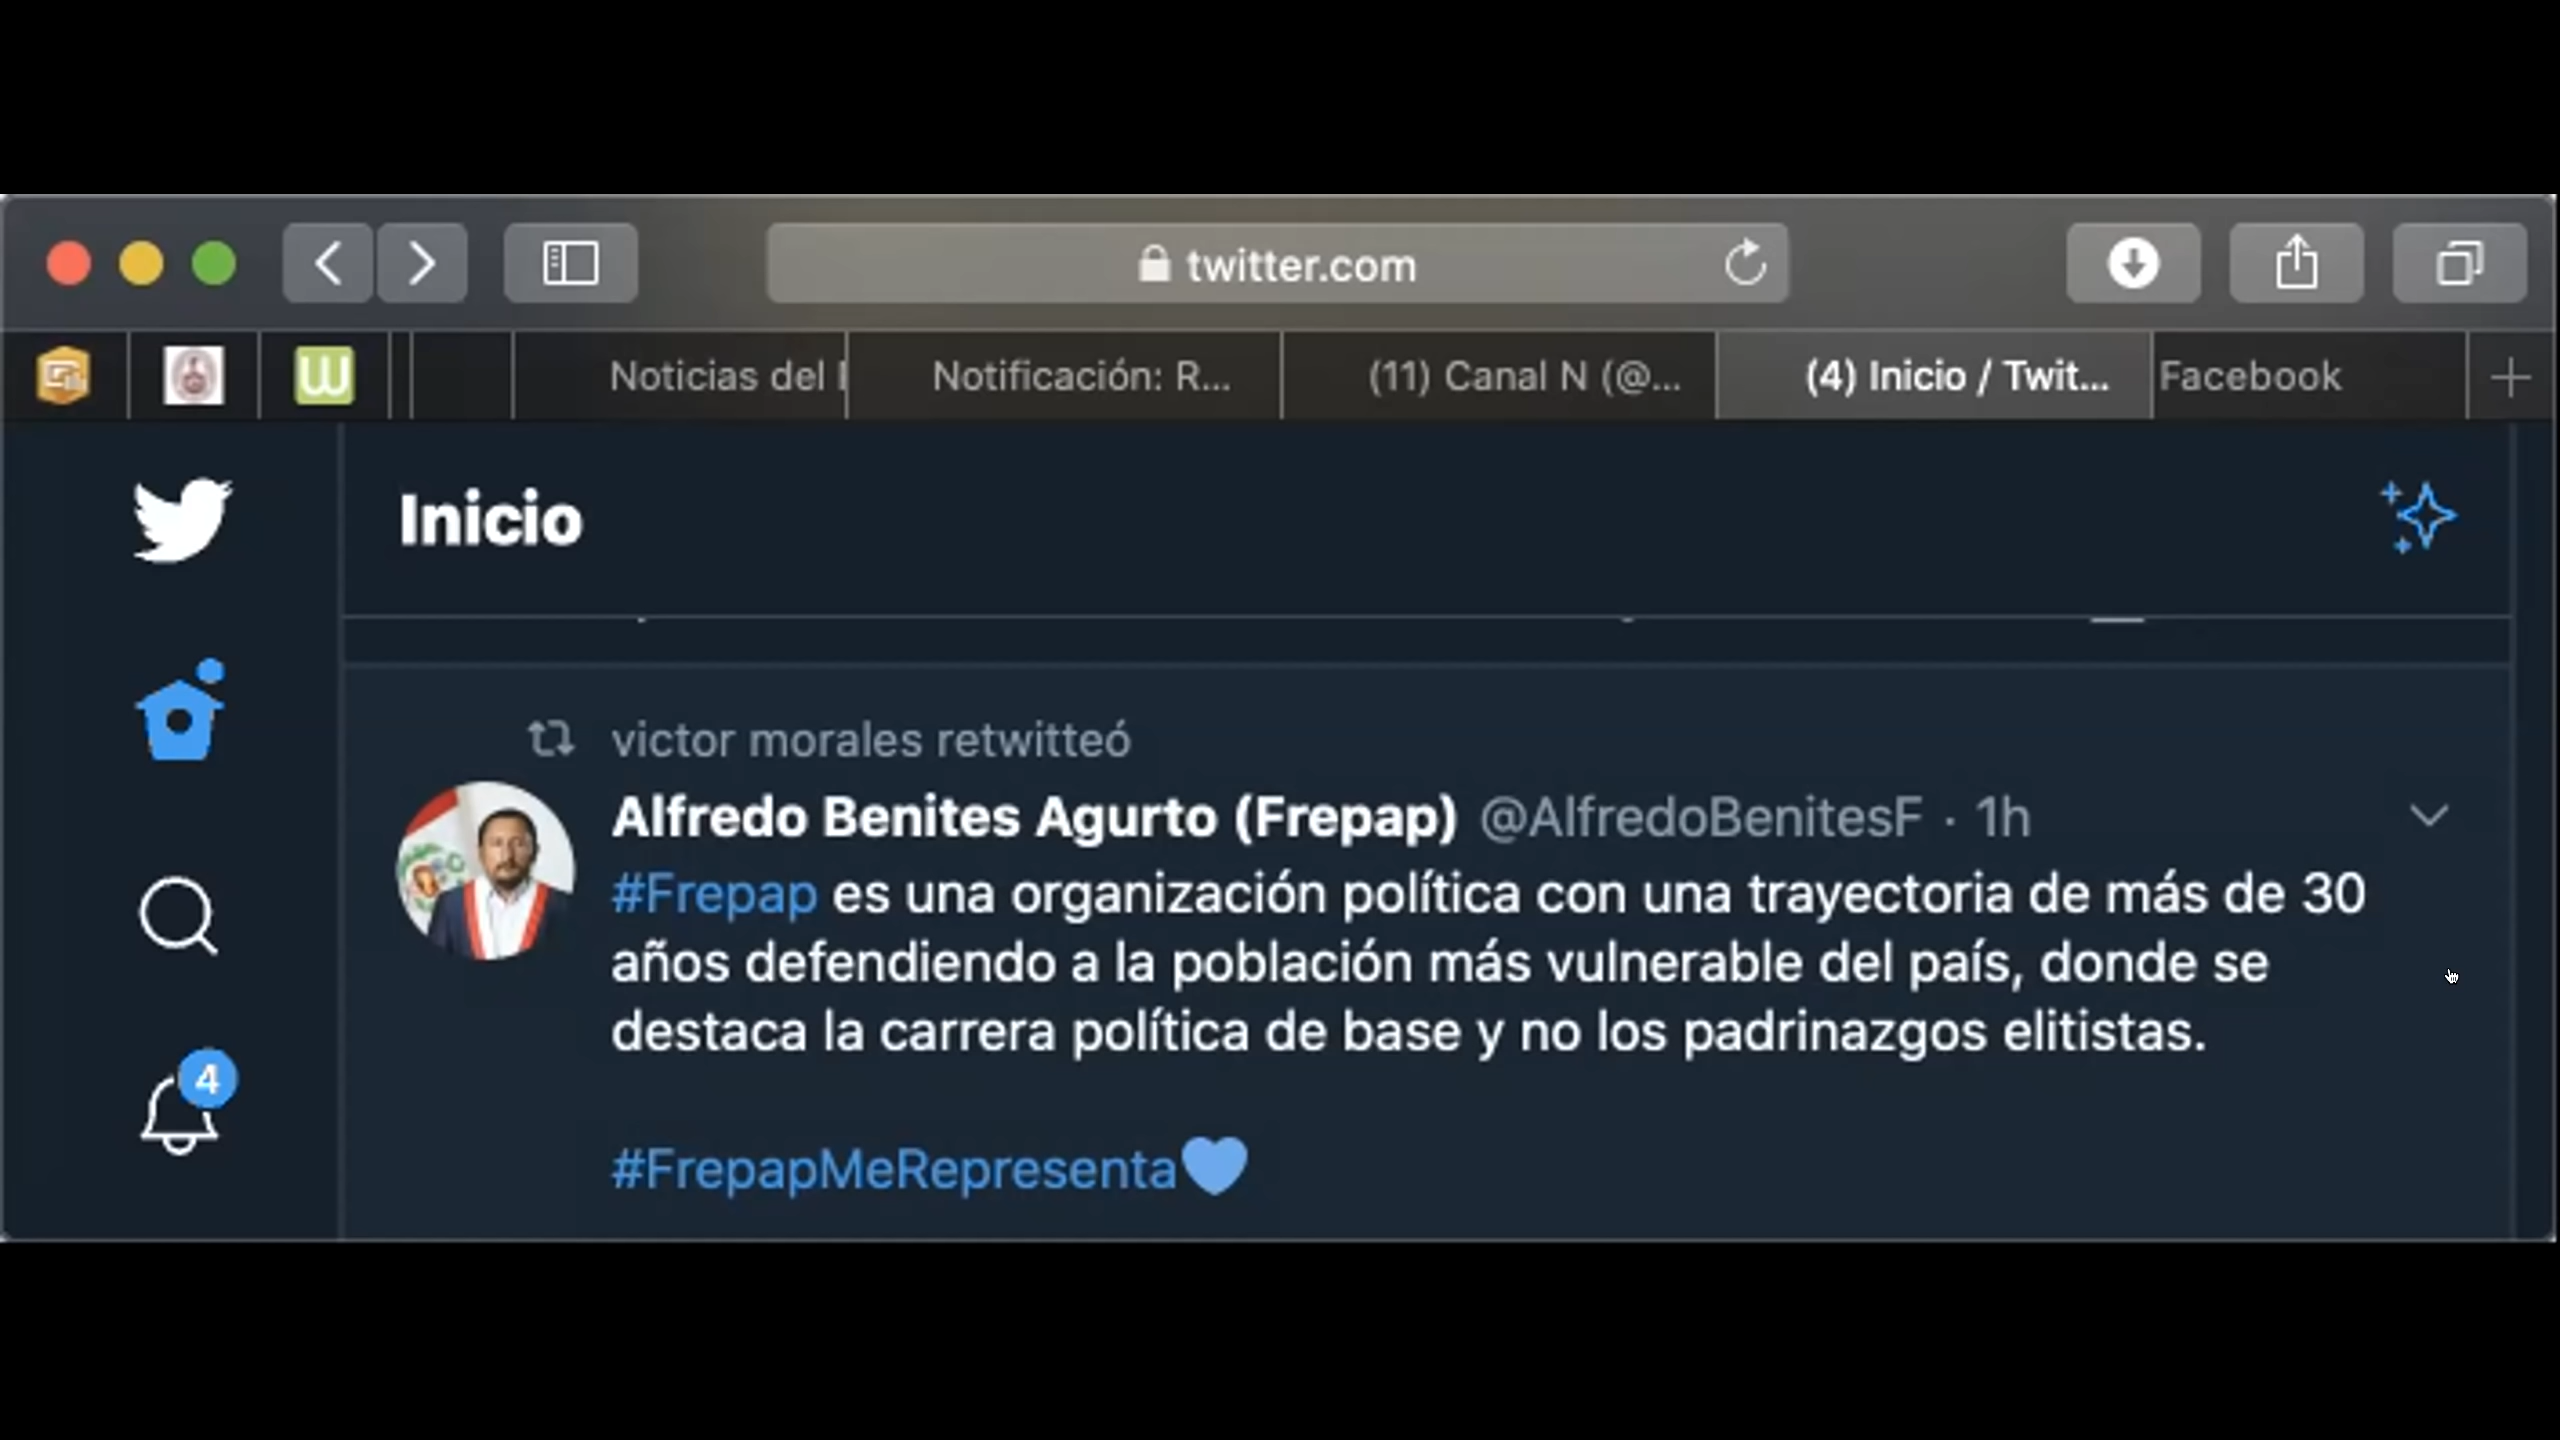 twitter.com
Noticias del
Notificación: R...
(11) Canal N (@...
(4) Inicio / Twit...
Facebook
Inicio
victor morales retwitteó
Alfredo Benites Agurto (Frepap) @AlfredoBenitesF · 1h
#Frepap es una organización política con una trayectoria de más de 30
años defendiendo a la población más vulnerable del país, donde se
destaca la carrera política de base y no los padrinazgos elitistas.
4
#FrepapMeRepresenta💙